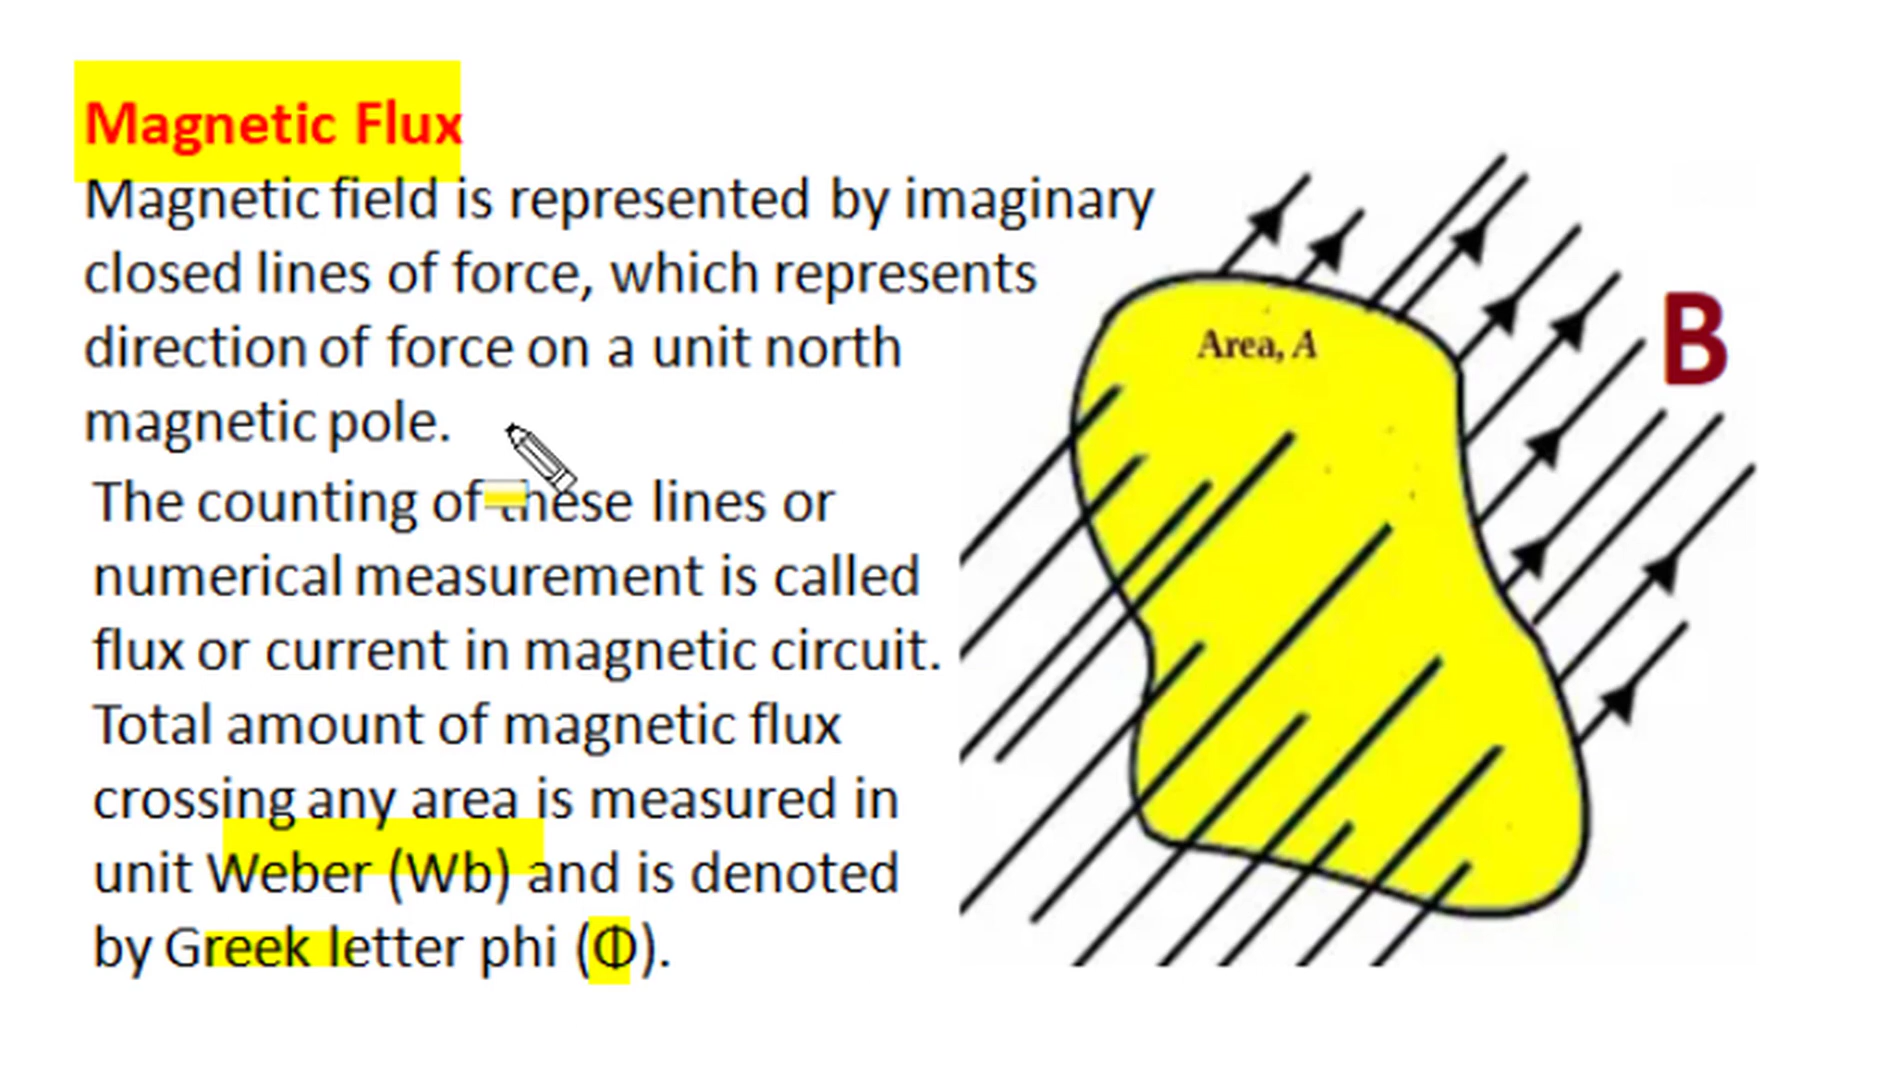 Magnetic Flux
Magnetic field is represented by imaginary
closed lines of force, which represents
direction of force on a unit north
magnetic pole.
The counting of these lines or
numerical measurement is called
flux or current in magnetic circuit.
Total amount of magnetic flux
crossing any area is measured in
unit Weber (Wb) and is denoted
by Greek letter phi (Φ).
Area, A
B